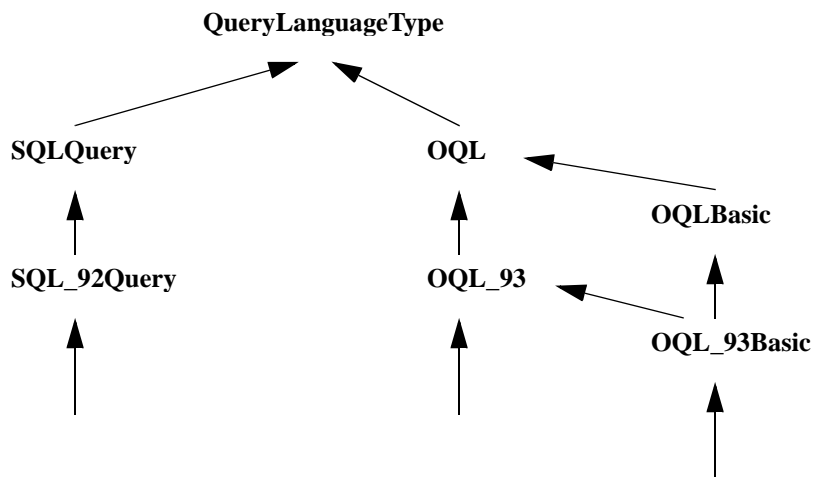 QueryLanguageType
SQLQuery
OQL
OQLBasic
SQL_92Query
OQL_93
OQL_93Basic